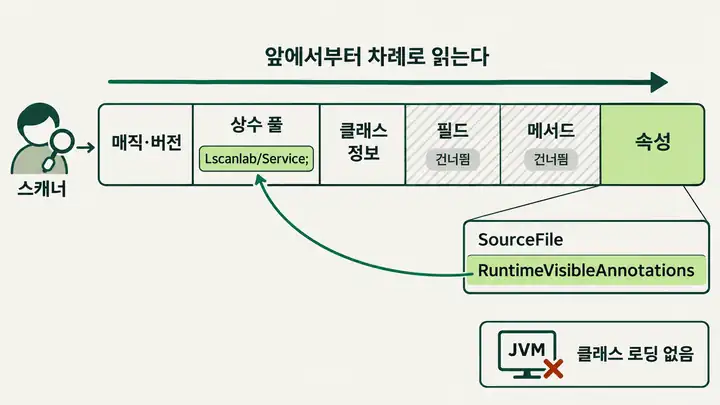 앞에서부터 차례로 읽는다
스캐너
매직·버전
상수 풀
Lscanlab/Service;
클래스
정보
필드
건너뜀
메서드
건너뜀
속성
SourceFile
RuntimeVisibleAnnotations
JVM
클래스 로딩 없음